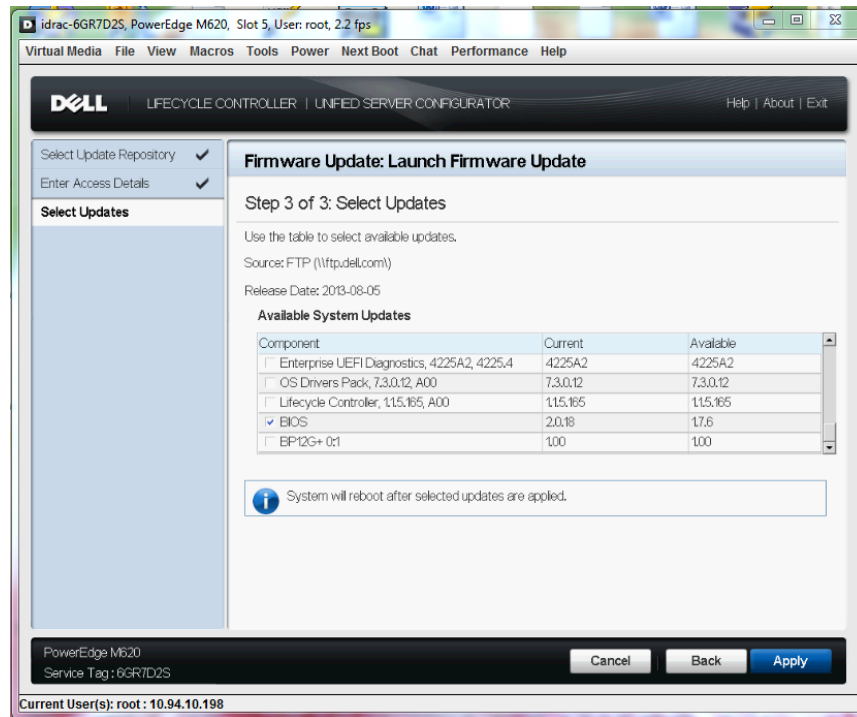 idrac-6GR7D2S, PowerEdge M620, Slot 5, User: root, 2.2 fps
Virtual Media File View Macros Tools Power Next Boot Chat Performance Help
DELL LIFECYCLE CONTROLLER | UNIFIED SERVER CONFIGURATOR Help | About | Exit
Select Update Repository
Enter Access Details
Select Updates
Firmware Update: Launch Firmware Update
Step 3 of 3: Select Updates
Use the table to select available updates.
Source: FTP (\\ftp.dell.com\)
Release Date: 2013-08-05
Available System Updates
Component Current Available
Enterprise UEFI Diagnostics, 4225A2, 4225.4 4225A2 4225A2
OS Drivers Pack, 7.3.0.12, A00 7.3.0.12 7.3.0.12
Lifecycle Controller, 1.1.5.165, A00 1.1.5.165 1.1.5.165
BIOS 2.0.18 1.7.6
BP12G+ 0:1 1.00 1.00
System will reboot after selected updates are applied.
PowerEdge M620
Service Tag : 6GR7D2S
Cancel Back Apply
Current User(s): root : 10.94.10.198